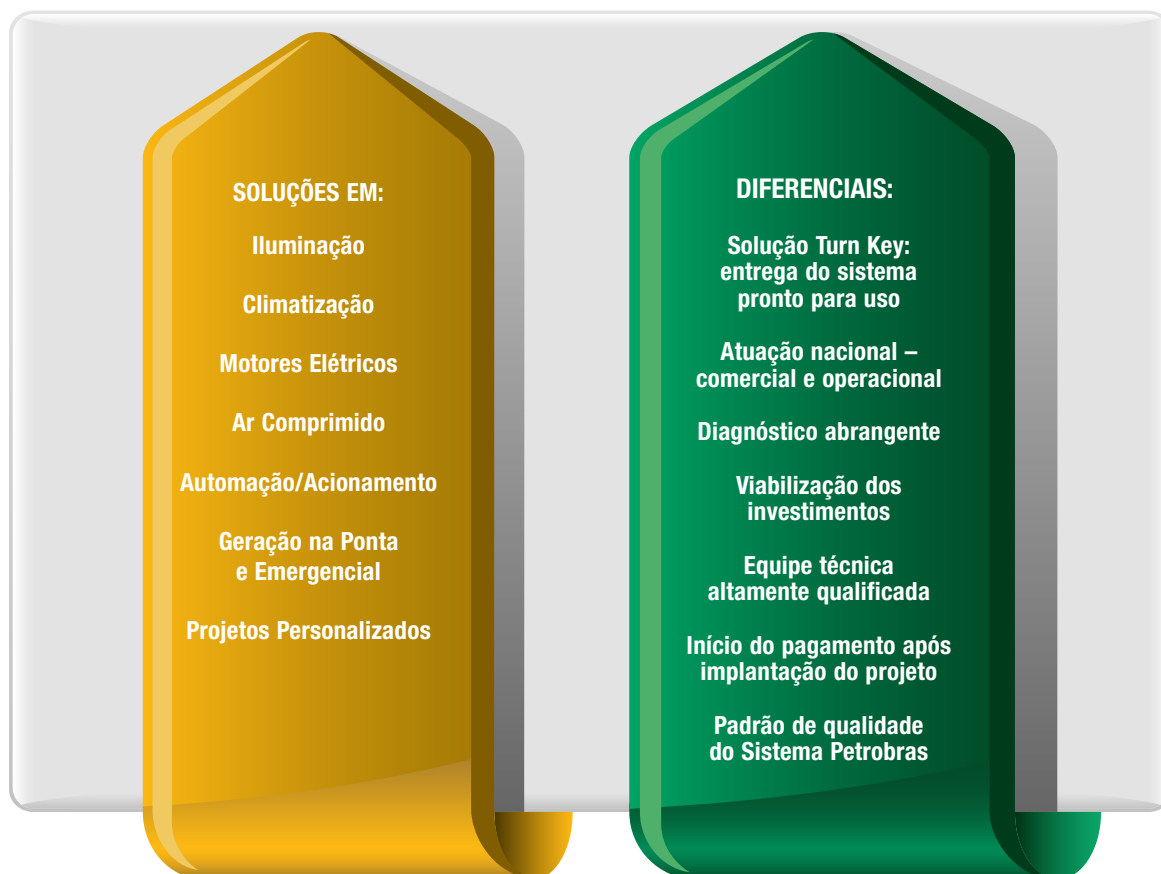 SOLUÇÕES EM:
Iluminação
Climatização
Motores Elétricos
Ar Comprimido
Automação/Acionamento
Geração na Ponta
e Emergencial
Projetos Personalizados
DIFERENCIAIS:
Solução Turn Key:
entrega do sistema
pronto para uso
Atuação nacional –
comercial e operacional
Diagnóstico abrangente
Viabilização dos
investimentos
Equipe técnica
altamente qualificada
Início do pagamento após
implantação do projeto
Padrão de qualidade
do Sistema Petrobras